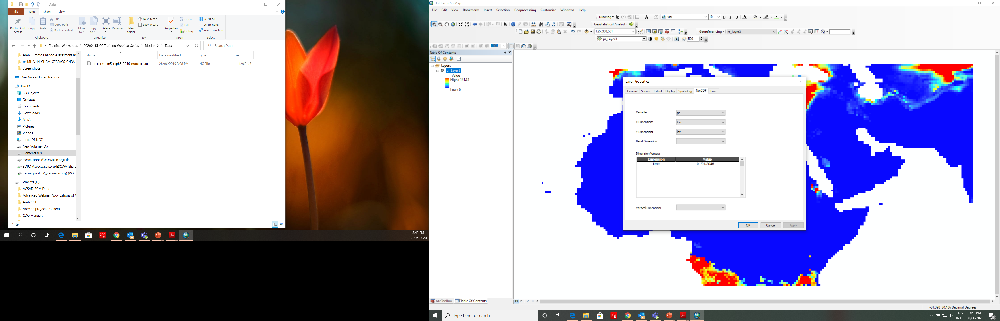 Data
File
Home
Share
View
Pin to Quick access
Copy
Paste
Cut
Copy path
Paste shortcut
Move to
Copy to
Delete
Rename
New folder
New item
Easy access
Properties
Open
Edit
History
Select all
Select none
Invert selection
Clipboard
Organise
New
Open
Select
« Training Workshops > 20200415_CC Training Webinar Series > Module 2 > Data
Search Data
Name
Date modified
Type
Size
pr_cnrm-cm5_rcp85_2046_morocco.nc
28/06/2019 3:08 PM
NC File
1,962 KB
Arab Climate Change Assessment Re
pr_MNA-44_CNRM-CERFACS-CNRM
Screenshots
OneDrive - United Nations
This PC
3D Objects
Desktop
Documents
Downloads
Music
Pictures
Videos
Local Disk (C:)
New Volume (D:)
Elements (E:)
escwa-apps (\\escwa.un.org) (I:)
SDPD (\\escwa.un.org\ESCWA-Share
escwa-public (\\escwa.un.org) (W:)
Elements (E:)
ACSAD RCM Data
Advanced Webinar Applications of C
Arab COF
ArcMap projects- General
CDO Manuals
1 item
3:42 PM
30/06/2020
Untitled - ArcMap
File Edit View Bookmarks Insert Selection Geoprocessing Customize Windows Help
Drawing
Arial
10
B I U A
Geostatistical Analyst
1:27,388,581
Georeferencing
pr_Layer3
pr_Layer3
500
Table Of Contents
Layers
pr_Layer3
Value
High : 141.31
Low : 0
Layer Properties
General Source Extent Display Symbology NetCDF Time
Variable: pr
X Dimension: lon
Y Dimension: lat
Band Dimension:
Dimension Values:
Dimension Value
time 01/01/2046
Vertical Dimension:
OK Cancel Apply
ArcToolbox
Table Of Contents
-31.398 30.186 Decimal Degrees
Type here to search
ENG
INTL
3:42 PM
30/06/2020
25